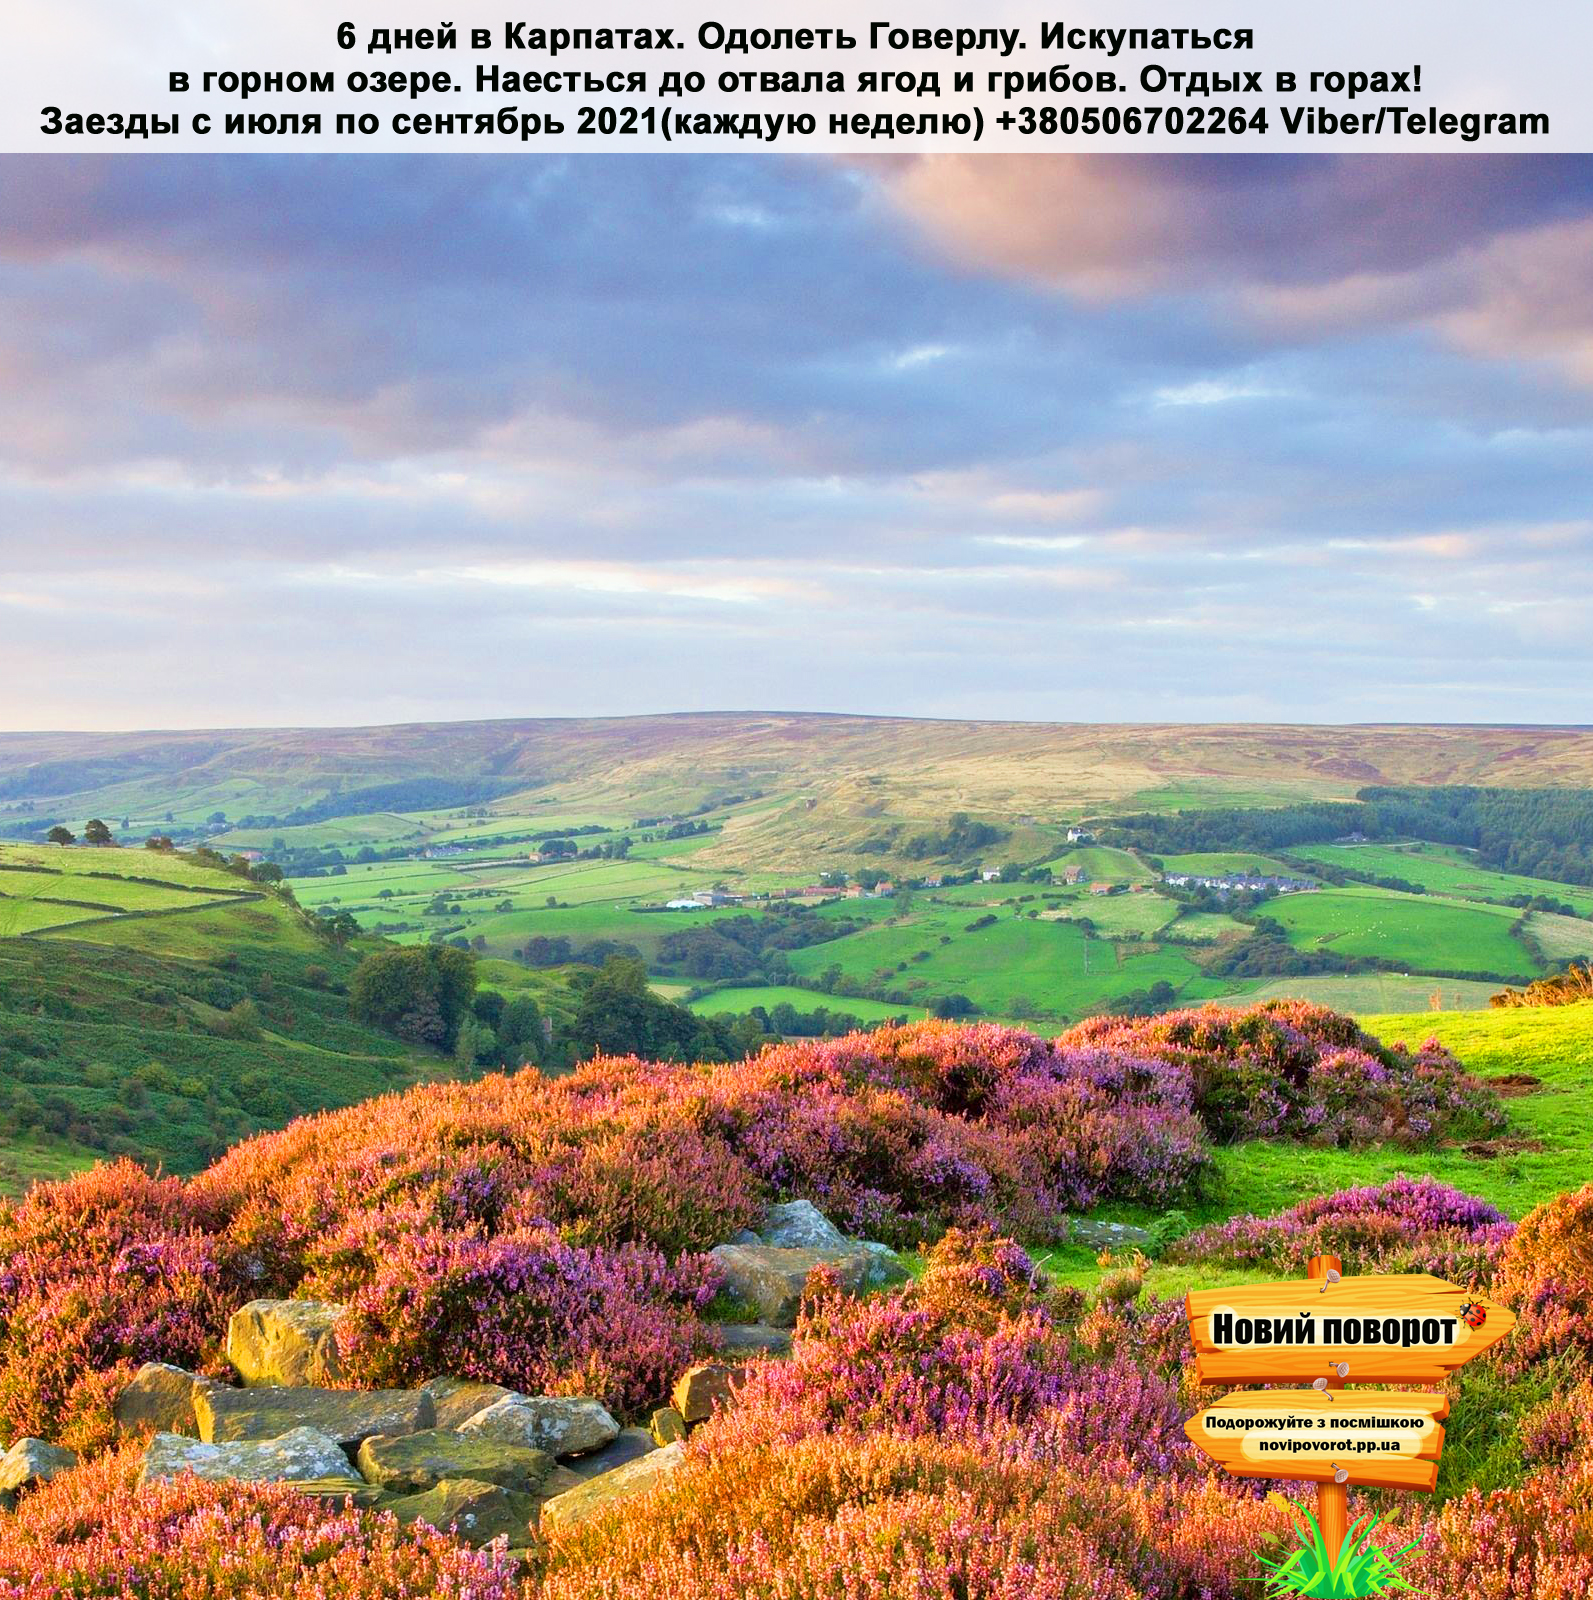 6 дней в Карпатах. Одолеть Говерлу. Искупаться
в горном озере. Наесться до отвала ягод и грибов. Отдых в горах!
Заезды с июля по сентябрь 2021(каждую неделю) +380506702264 Viber/Telegram
Новий поворот
Подорожуйте з посмішкою
novipovorot.pp.ua